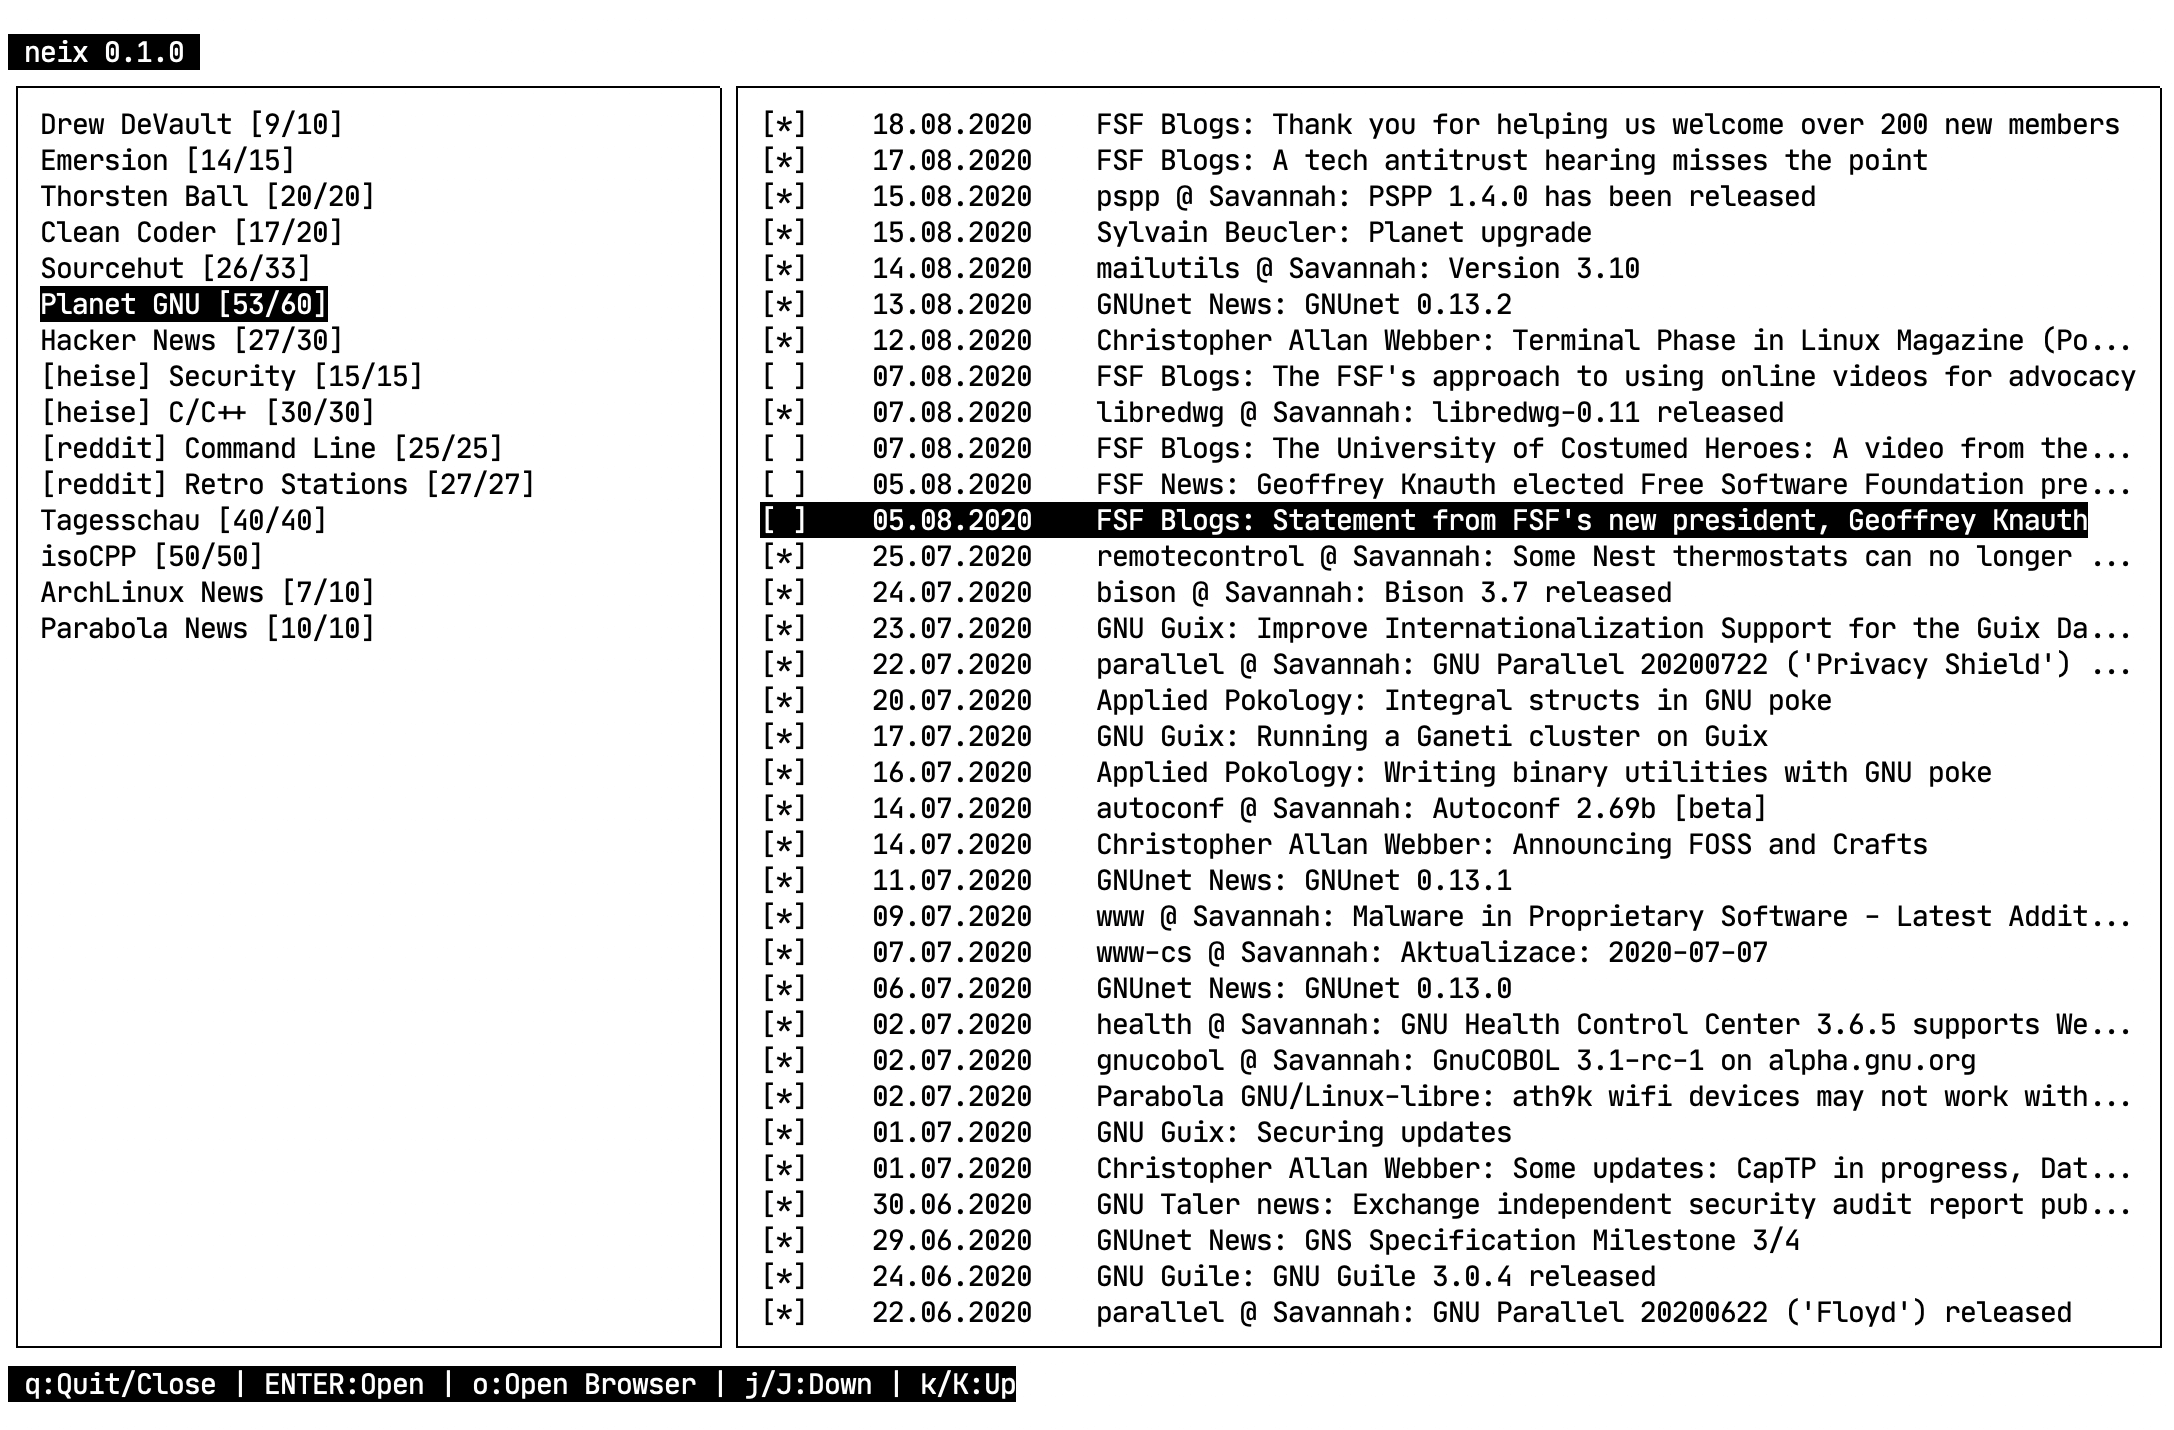 neix 0.1.0
Drew DeVault [9/10]
Emersion [14/15]
Thorsten Ball [20/20]
Clean Coder [17/20]
Sourcehut [26/33]
Planet GNU [53/60]
Hacker News [27/30]
[heise] Security [15/15]
[heise] C/C++ [30/30]
[reddit] Command Line [25/25]
[reddit] Retro Stations [27/27]
Tagesschau [40/40]
isoCPP [50/50]
ArchLinux News [7/10]
Parabola News [10/10]
[*] 18.08.2020 FSF Blogs: Thank you for helping us welcome over 200 new members
[*] 17.08.2020 FSF Blogs: A tech antitrust hearing misses the point
[*] 15.08.2020 pspp @ Savannah: PSPP 1.4.0 has been released
[*] 15.08.2020 Sylvain Beucler: Planet upgrade
[*] 14.08.2020 mailutils @ Savannah: Version 3.10
[*] 13.08.2020 GNUnet News: GNUnet 0.13.2
[*] 12.08.2020 Christopher Allan Webber: Terminal Phase in Linux Magazine (Po...
[ ] 07.08.2020 FSF Blogs: The FSF's approach to using online videos for advocacy
[*] 07.08.2020 libredwg @ Savannah: libredwg-0.11 released
[ ] 07.08.2020 FSF Blogs: The University of Costumed Heroes: A video from the...
[ ] 05.08.2020 FSF News: Geoffrey Knauth elected Free Software Foundation pre...
[ ] 05.08.2020 FSF Blogs: Statement from FSF's new president, Geoffrey Knauth
[*] 25.07.2020 remotecontrol @ Savannah: Some Nest thermostats can no longer ...
[*] 24.07.2020 bison @ Savannah: Bison 3.7 released
[*] 23.07.2020 GNU Guix: Improve Internationalization Support for the Guix Da...
[*] 22.07.2020 parallel @ Savannah: GNU Parallel 20200722 ('Privacy Shield') ...
[*] 20.07.2020 Applied Pokology: Integral structs in GNU poke
[*] 17.07.2020 GNU Guix: Running a Ganeti cluster on Guix
[*] 16.07.2020 Applied Pokology: Writing binary utilities with GNU poke
[*] 14.07.2020 autoconf @ Savannah: Autoconf 2.69b [beta]
[*] 14.07.2020 Christopher Allan Webber: Announcing FOSS and Crafts
[*] 11.07.2020 GNUnet News: GNUnet 0.13.1
[*] 09.07.2020 www @ Savannah: Malware in Proprietary Software - Latest Addit...
[*] 07.07.2020 www-cs @ Savannah: Aktualizace: 2020-07-07
[*] 06.07.2020 GNUnet News: GNUnet 0.13.0
[*] 02.07.2020 health @ Savannah: GNU Health Control Center 3.6.5 supports We...
[*] 02.07.2020 gnucobol @ Savannah: GnuCOBOL 3.1-rc-1 on alpha.gnu.org
[*] 02.07.2020 Parabola GNU/Linux-libre: ath9k wifi devices may not work with...
[*] 01.07.2020 GNU Guix: Securing updates
[*] 01.07.2020 Christopher Allan Webber: Some updates: CapTP in progress, Dat...
[*] 30.06.2020 GNU Taler news: Exchange independent security audit report pub...
[*] 29.06.2020 GNUnet News: GNS Specification Milestone 3/4
[*] 24.06.2020 GNU Guile: GNU Guile 3.0.4 released
[*] 22.06.2020 parallel @ Savannah: GNU Parallel 20200622 ('Floyd') released
q:Quit/Close | ENTER:Open | o:Open Browser | j/J:Down | k/K:Up